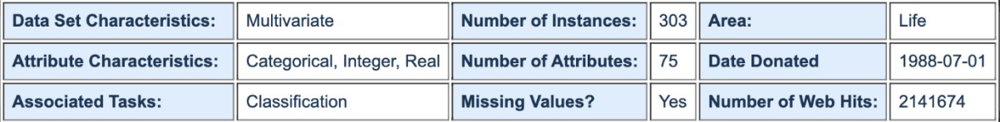 Data Set Characteristics: Multivariate Number of Instances: 303 Area: Life
Attribute Characteristics: Categorical, Integer, Real Number of Attributes: 75 Date Donated 1988-07-01
Associated Tasks: Classification Missing Values? Yes Number of Web Hits: 2141674